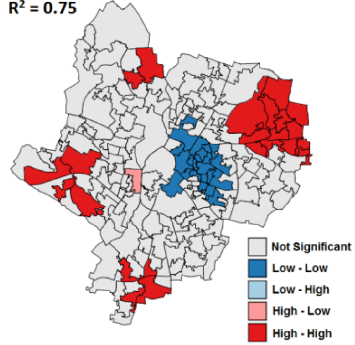 R² = 0.75
Not Significant
Low - Low
Low - High
High - Low
High - High